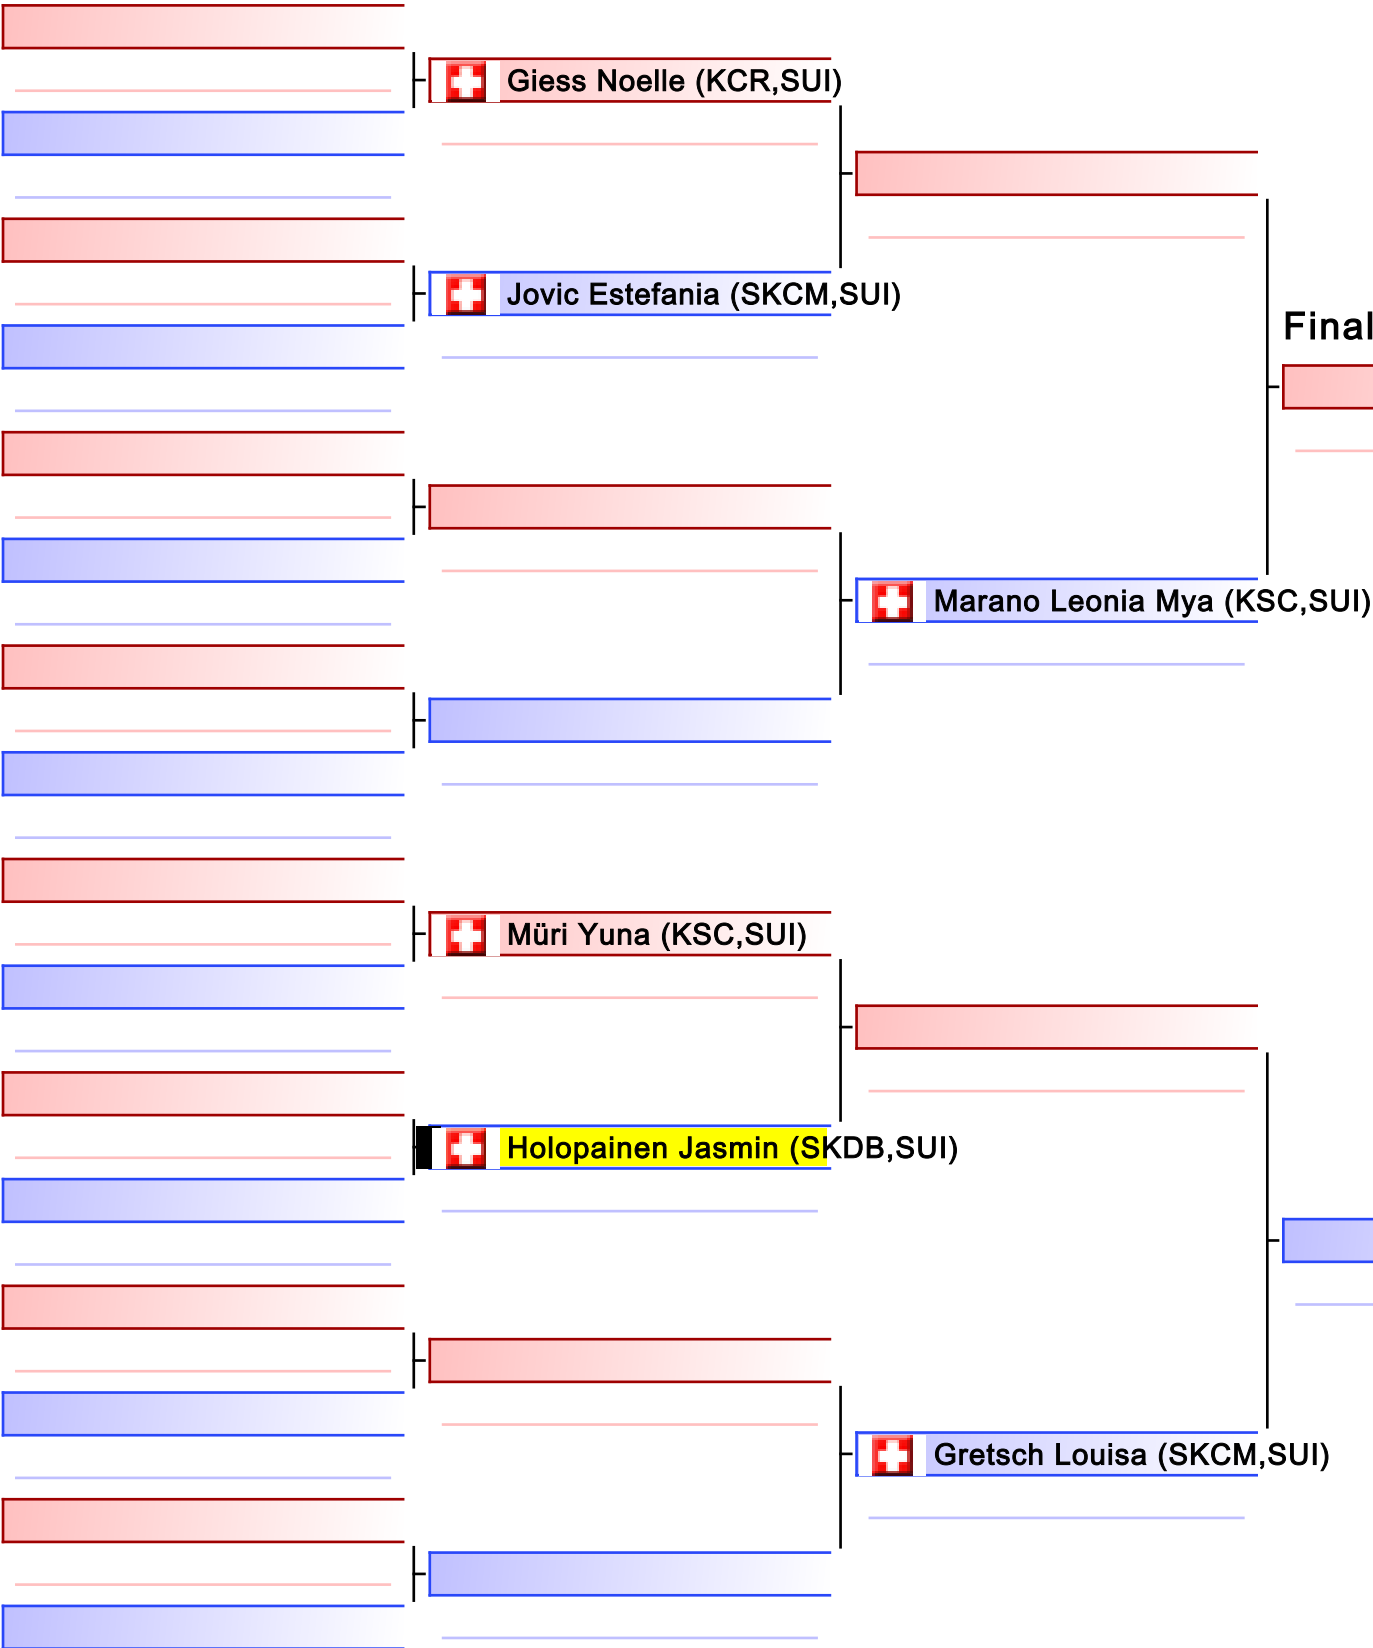 Giess Noelle (KCR,SUI)
Jovic Estefania (SKCM,SUI)
Final
Marano Leonia Mya (KSC,SUI)
Müri Yuna (KSC,SUI)
Holopainen Jasmin (SKDB,SUI)
Gretsch Louisa (SKCM,SUI)